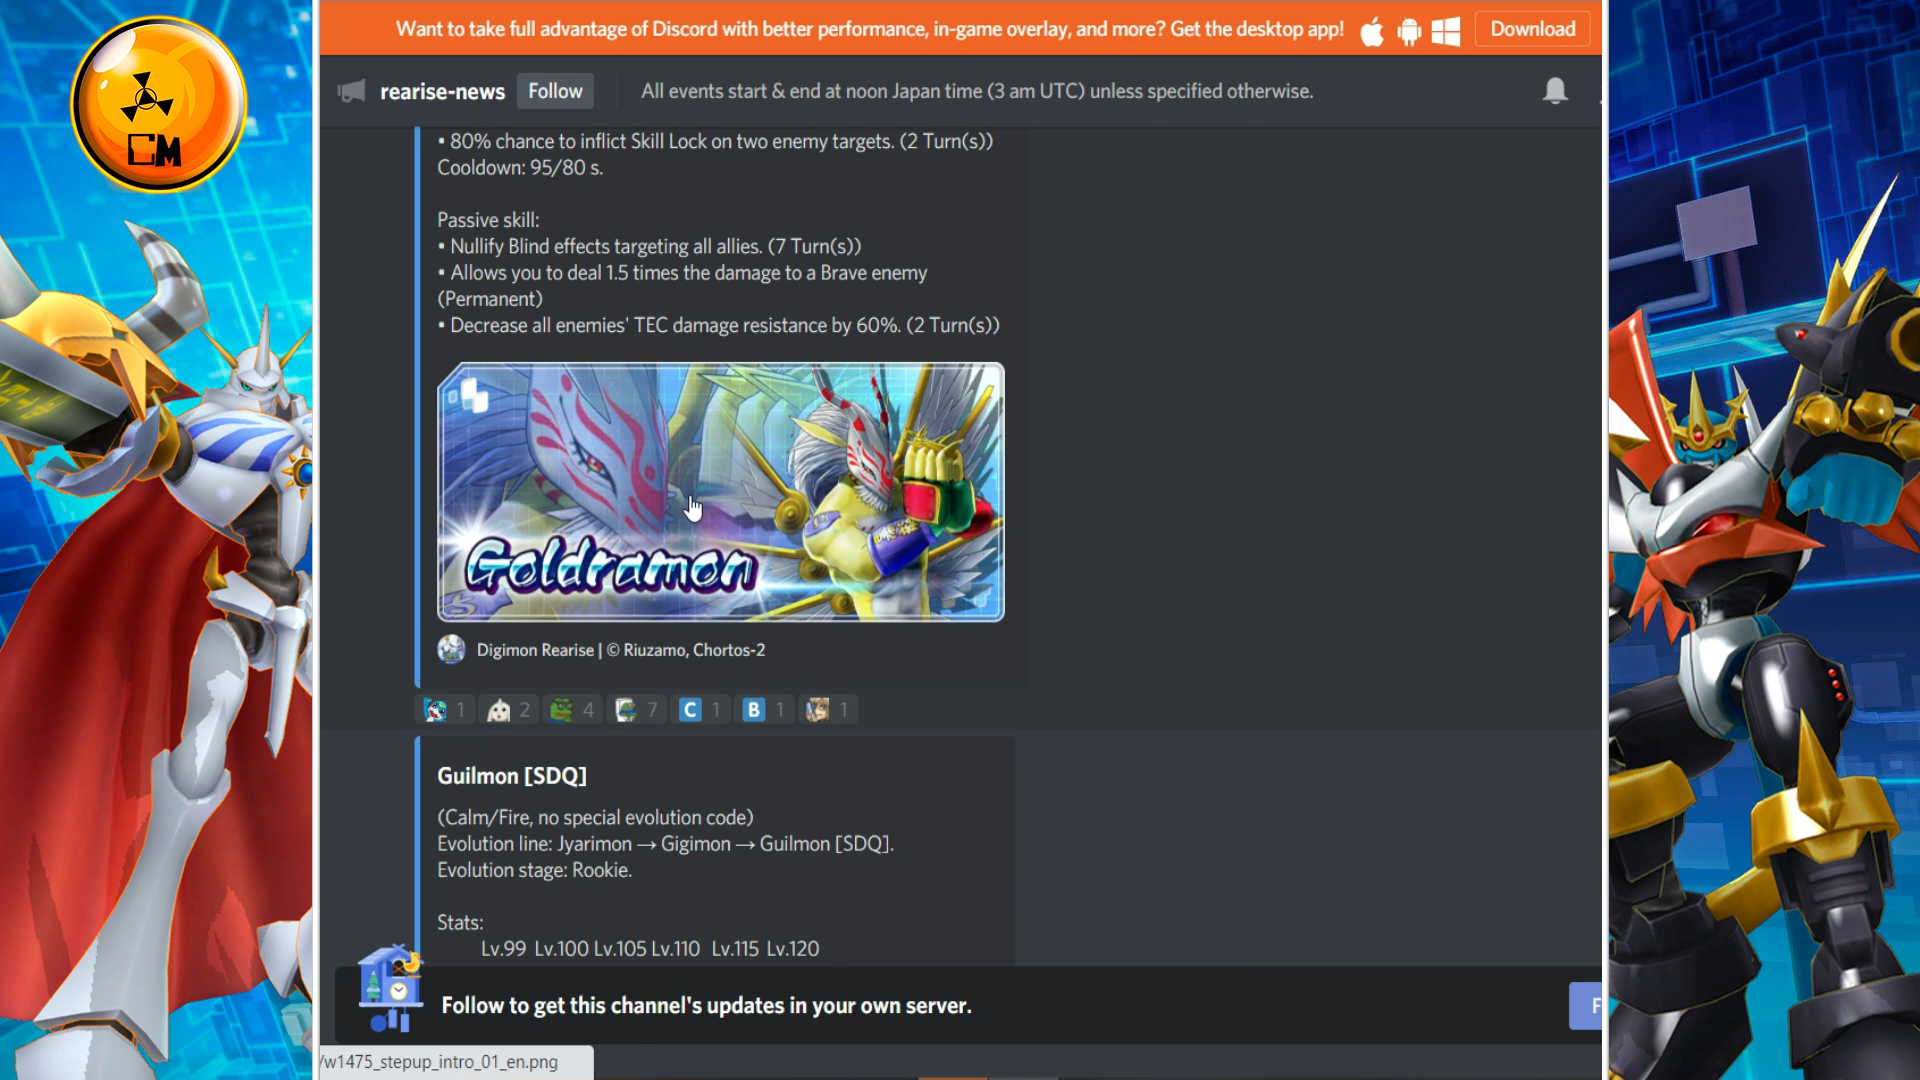 CM
Want to take full advantage of Discord with better performance, in-game overlay, and more? Get the desktop app!
Download
rearise-news
Follow
All events start & end at noon Japan time (3 am UTC) unless specified otherwise.
• 80% chance to inflict Skill Lock on two enemy targets. (2 Turn(s))
Cooldown: 95/80 s.
Passive skill:
• Nullify Blind effects targeting all allies. (7 Turn(s))
• Allows you to deal 1.5 times the damage to a Brave enemy
(Permanent)
• Decrease all enemies' TEC damage resistance by 60%. (2 Turn(s))
Goldramon
Digimon Rearise | © Riuzamo, Chortos-2
1 2 4 7 C 1 B 1 1
Guilmon [SDQ]
(Calm/Fire, no special evolution code)
Evolution line: Jyarimon → Gigimon → Guilmon [SDQ].
Evolution stage: Rookie.
Stats:
Lv.99 Lv.100 Lv.105 Lv.110 Lv.115 Lv.120
Follow to get this channel's updates in your own server.
F
/w1475_stepup_intro_01_en.png